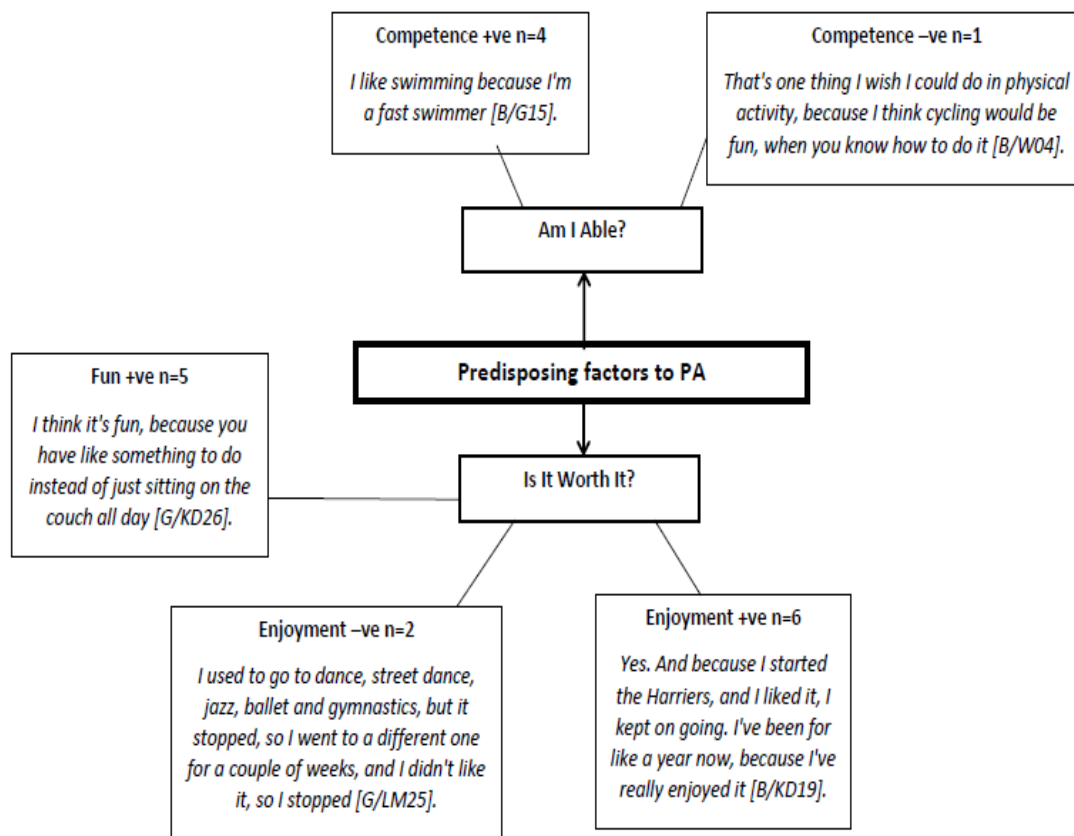 Competence +ve n=4
I like swimming because I'm
a fast swimmer [B/G15].
Competence –ve n=1
That's one thing I wish I could do in physical
activity, because I think cycling would be
fun, when you know how to do it [B/W04].
Am I Able?
Predisposing factors to PA
Fun +ve n=5
I think it's fun, because you
have like something to do
instead of just sitting on the
couch all day [G/KD26].
Is It Worth It?
Enjoyment –ve n=2
I used to go to dance, street dance,
jazz, ballet and gymnastics, but it
stopped, so I went to a different one
for a couple of weeks, and I didn't like
it, so I stopped [G/LM25].
Enjoyment +ve n=6
Yes. And because I started
the Harriers, and I liked it, I
kept on going. I've been for
like a year now, because I've
really enjoyed it [B/KD19].